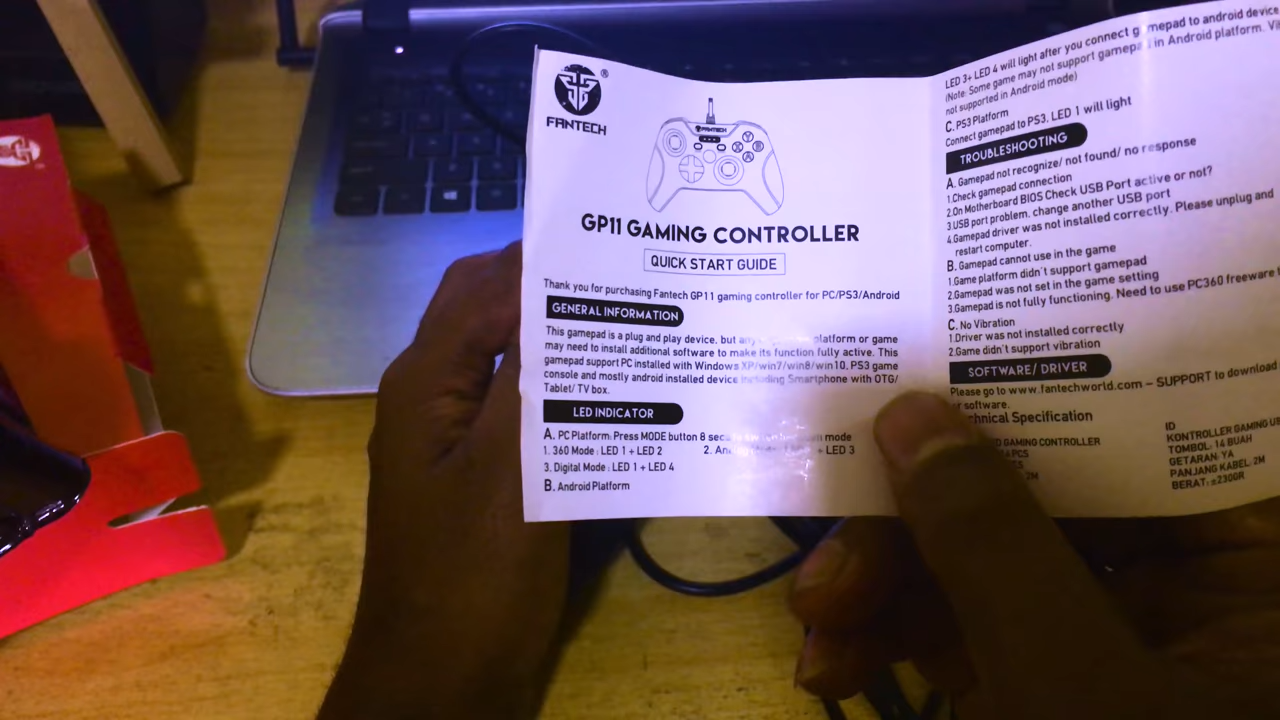 FANTECH
FANTECH
GP11 GAMING CONTROLLER
QUICK START GUIDE
Thank you for purchasing Fantech GP11 gaming controller for PC/PS3/Android
GENERAL INFORMATION
This gamepad is a plug and play device, but any platform or game
may need to install additional software to make its function fully active. This
gamepad support PC installed with Windows XP/win7/win8/win10, PS3 game
console and mostly android installed device including Smartphone with OTG/
Tablet/ TV box.
LED INDICATOR
A. PC Platform: Press MODE button 8 mode
1. 360 Mode : LED 1 + LED 2
2. + LED 3
3. Digital Mode : LED 1 + LED 4
B. Android Platform
LED 3+ LED 4 will light after you connect gamepad to android device
(Note: Some game may not support gamepad in Android platform.
not supported in Android mode)
C. PS3 Platform
Connect gamepad to PS3, LED 1 will light
TROUBLESHOOTING
A. Gamepad not recognize/ not found/ no response
1.Check gamepad connection
2.On Motherboard BIOS Check USB Port active or not?
3.USB port problem, change another USB port
4.Gamepad driver was not installed correctly. Please unplug and
restart computer.
B. Gamepad cannot use in the game
1.Game platform didn't support gamepad
2.Gamepad was not set in the game setting
3.Gamepad is not fully functioning. Need to use PC360 freeware
C. No Vibration
1.Driver was not installed correctly
2.Game didn't support vibration
SOFTWARE/ DRIVER
Please go to www.fantechworld.com – SUPPORT to download
software.
Specification
GAMING CONTROLLER
2M
ID
KONTROLLER GAMING
TOMBOL: 14 BUAH
GETARAN: YA
PANJANG KABEL: 2M
BERAT: ±2300R